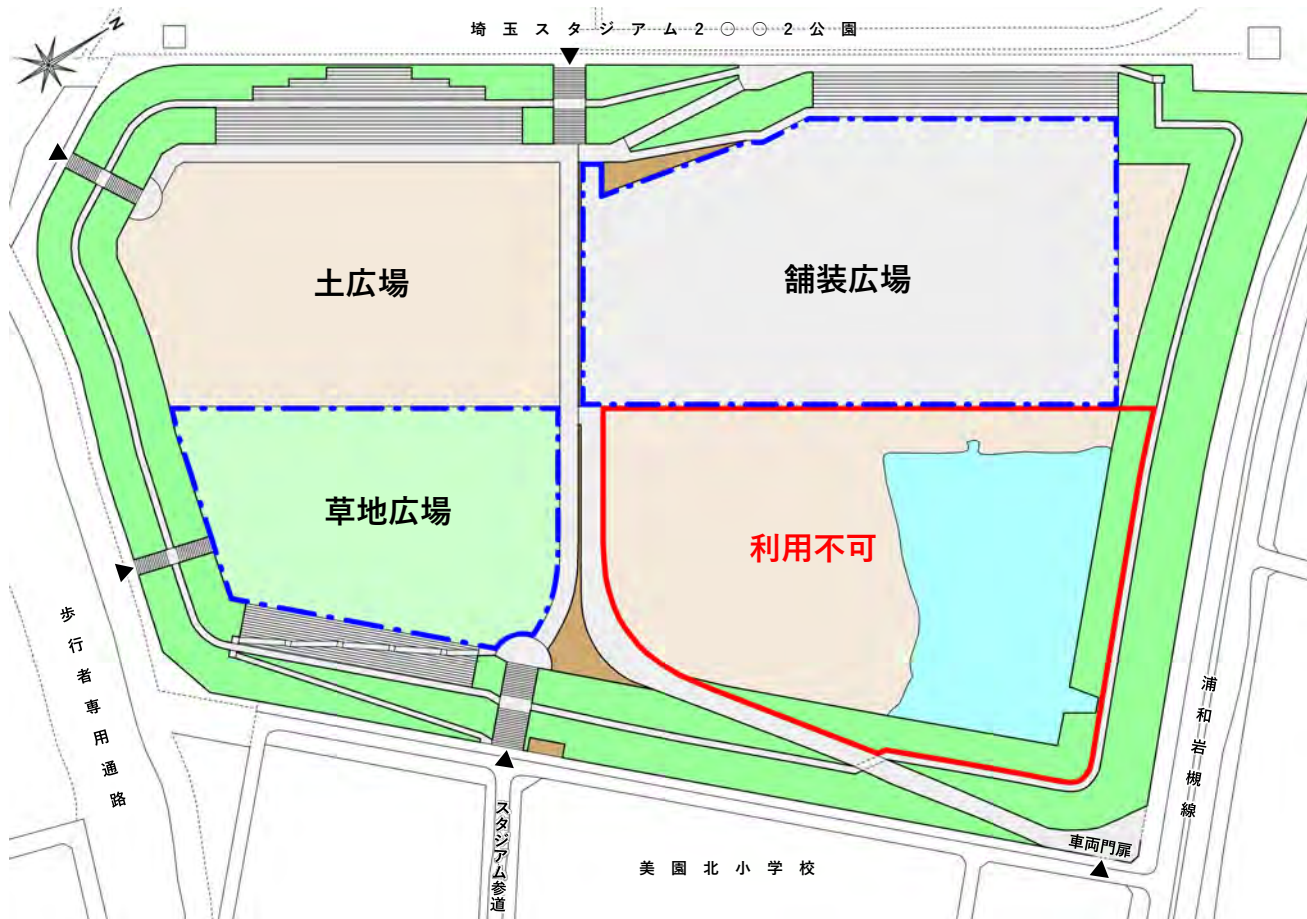 N
埼玉スタジアム2○○2公園
土広場
舗装広場
草地広場
利用不可
歩行者専用通路
浦和岩槻線
スタジアム参道
車両門扉
美園北小学校